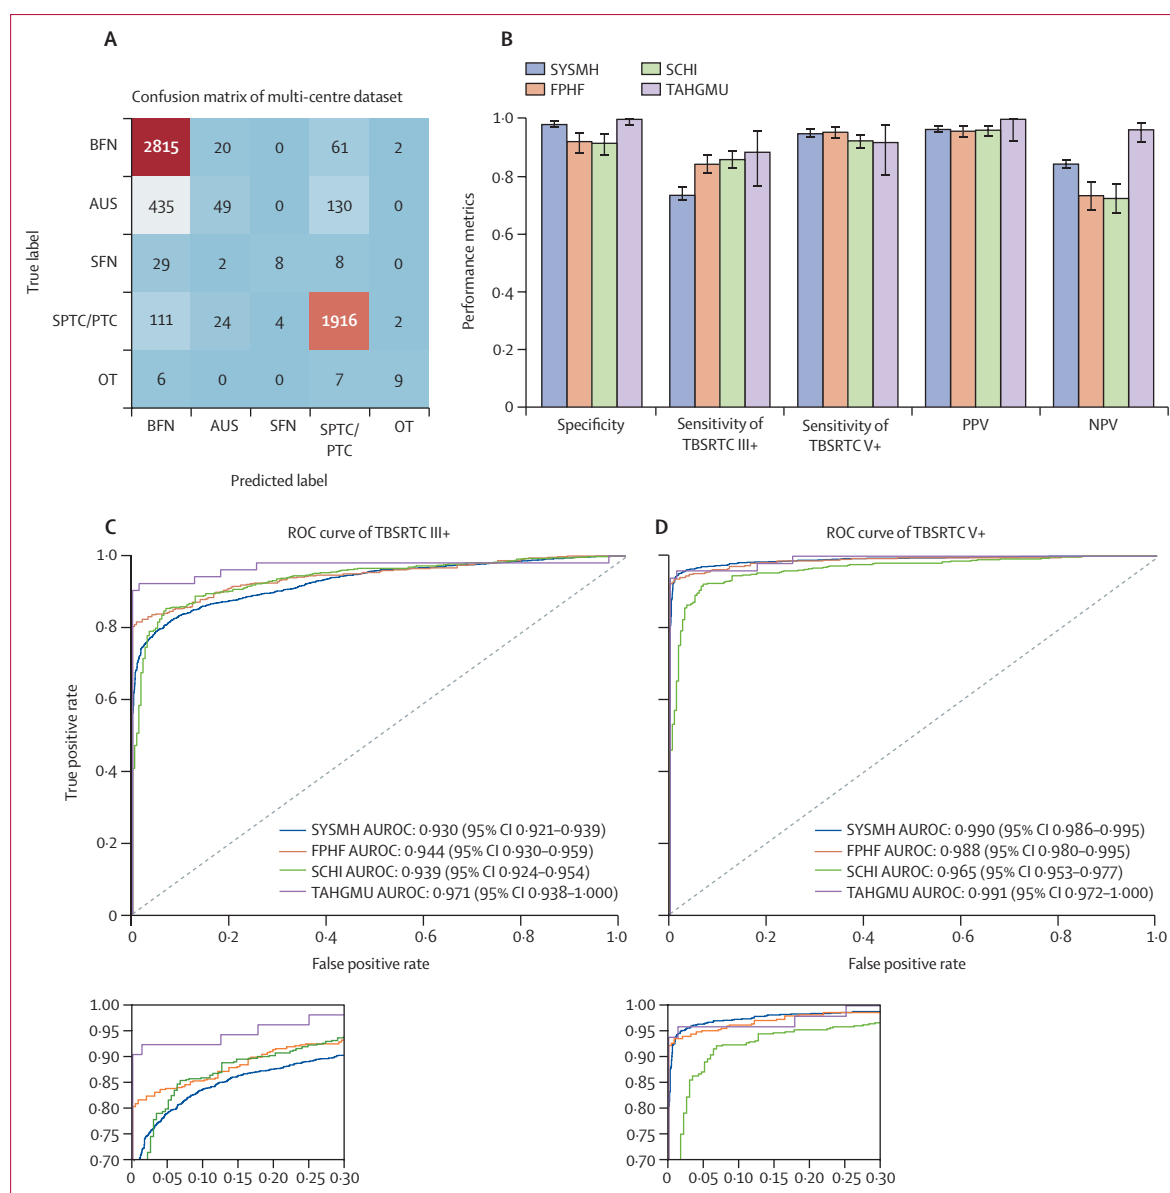 A
Confusion matrix of multi-centre dataset
True label
BFN 2815 20 0 61 2
AUS 435 49 0 130 0
SFN 29 2 8 8 0
SPTC/PTC 111 24 4 1916 2
OT 6 0 0 7 9
BFN AUS SFN SPTC/ OT
PTC
Predicted label
B
SYSMH SCHI
FPHF TAHGMU
Performance metrics
1·0
0·8
0·6
0·4
0·2
0
Specificity Sensitivity of Sensitivity of PPV NPV
TBSRTC III+ TBSRTC V+
C
ROC curve of TBSRTC III+
True positive rate
1·0
0·8
0·6
0·4
0·2
0
SYSMH AUROC: 0·930 (95% CI 0·921–0·939)
FPHF AUROC: 0·944 (95% CI 0·930–0·959)
SCHI AUROC: 0·939 (95% CI 0·924–0·954)
TAHGMU AUROC: 0·971 (95% CI 0·938–1·000)
0 0·2 0·4 0·6 0·8 1·0
False positive rate
D
ROC curve of TBSRTC V+
1·0
0·8
0·6
0·4
0·2
0
SYSMH AUROC: 0·990 (95% CI 0·986–0·995)
FPHF AUROC: 0·988 (95% CI 0·980–0·995)
SCHI AUROC: 0·965 (95% CI 0·953–0·977)
TAHGMU AUROC: 0·991 (95% CI 0·972–1·000)
0 0·2 0·4 0·6 0·8 1·0
False positive rate
1.00
0·95
0·90
0·85
0·80
0·75
0·70
0 0·05 0·10 0·15 0·20 0·25 0·30
1.00
0·95
0·90
0·85
0·80
0·75
0·70
0 0·05 0·10 0·15 0·20 0·25 0·30